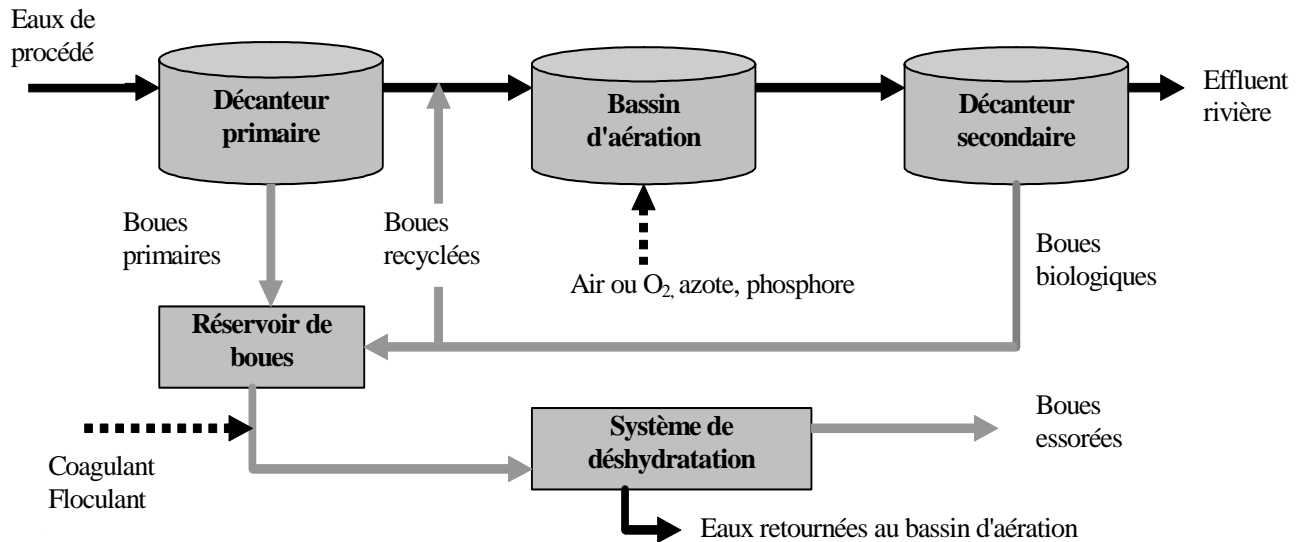 Eaux de
procédé
Décanteur
primaire
Bassin
d'aération
Décanteur
secondaire
Effluent
rivière
Boues
primaires
Boues
recyclées
Air ou O2, azote, phosphore
Boues
biologiques
Réservoir de
boues
Coagulant
Floculant
Système de
déshydratation
Boues
essorées
Eaux retournées au bassin d'aération